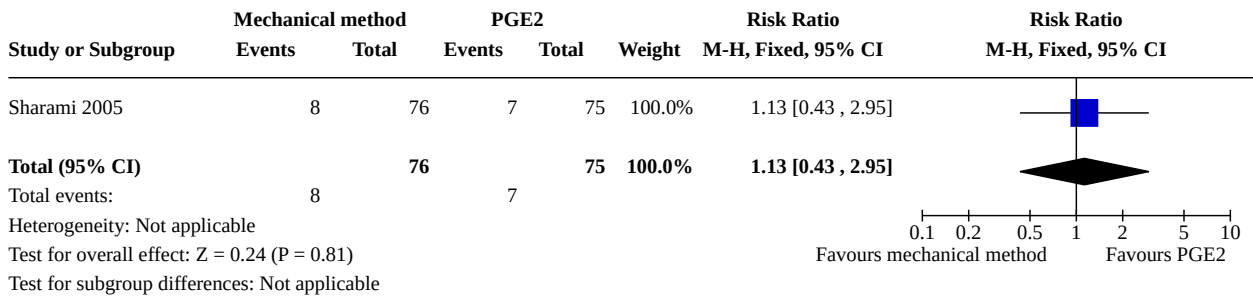 Mechanical method PGE2 Risk Ratio Risk Ratio
Study or Subgroup Events Total Events Total Weight M-H, Fixed, 95% CI M-H, Fixed, 95% CI
Sharami 2005 8 76 7 75 100.0% 1.13 [0.43 , 2.95]
Total (95% CI) 76 75 100.0% 1.13 [0.43 , 2.95]
Total events: 8 7
Heterogeneity: Not applicable
0.1 0.2 0.5 1 2 5 10
Test for overall effect: Z = 0.24 (P = 0.81) Favours mechanical method Favours PGE2
Test for subgroup differences: Not applicable